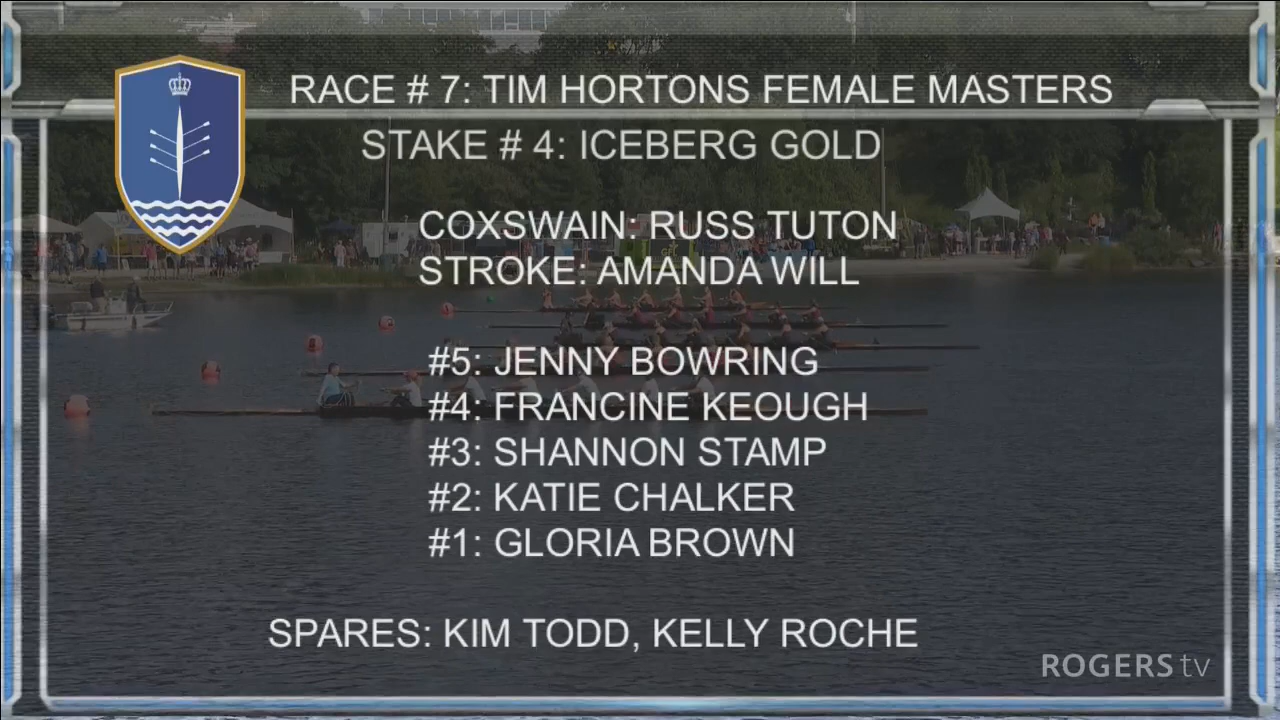 RACE # 7: TIM HORTONS FEMALE MASTERS
STAKE # 4: ICEBERG GOLD
COXSWAIN: RUSS TUTON
STROKE: AMANDA WILL
#5: JENNY BOWRING
#4: FRANCINE KEOUGH
#3: SHANNON STAMP
#2: KATIE CHALKER
#1: GLORIA BROWN
SPARES: KIM TODD, KELLY ROCHE
ROGERS tv